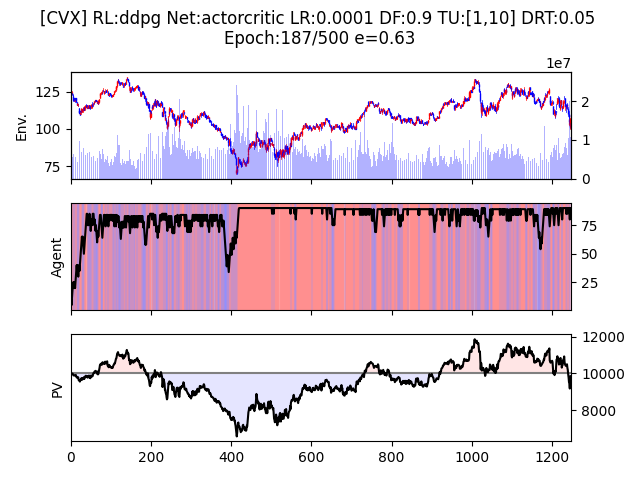 [CVX] RL:ddpg Net:actorcritic LR:0.0001 DF:0.9 TU:[1,10] DRT:0.05
Epoch:187/500 e=0.63
1e7
Env.
125
100
75
2
1
0
Agent
75
50
25
PV
12000
10000
8000
0 200 400 600 800 1000 1200